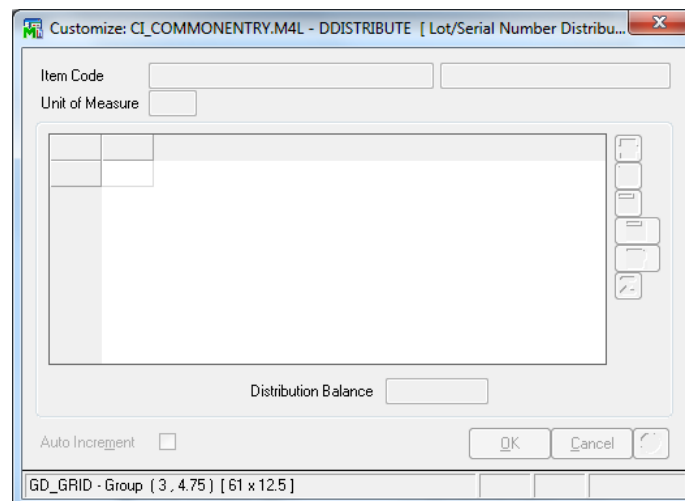 Customize: CI_COMMONENTRY.M4L - DDISTRIBUTE [ Lot/Serial Number Distribu...
Item Code
Unit of Measure
Distribution Balance
Auto Increment
OK
Cancel
GD_GRID - Group ( 3 , 4.75 ) [ 61 x 12.5 ]